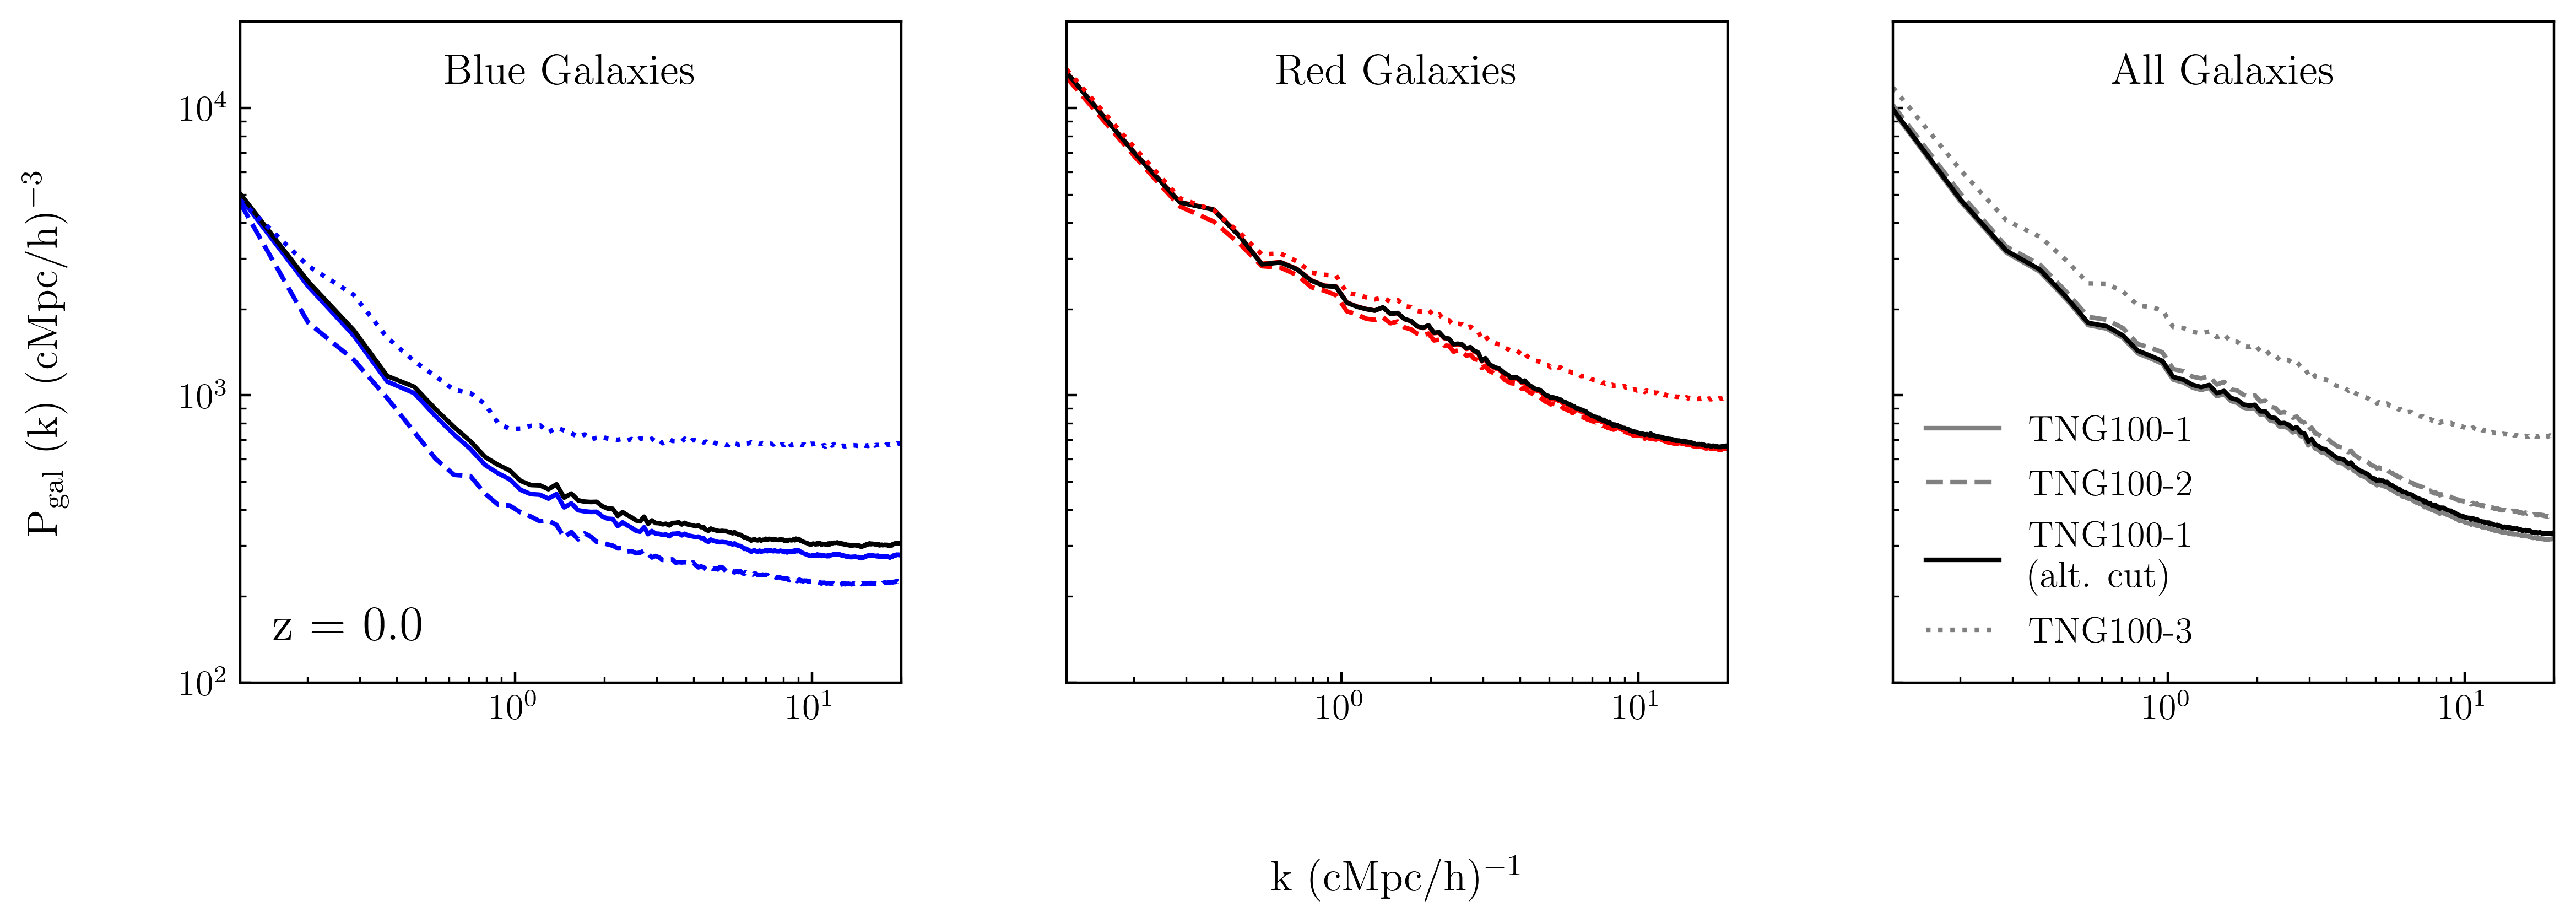 Blue Galaxies
Red Galaxies
All Galaxies
P_gal (k) (cMpc/h)^−3
10^4
10^3
10^2
z = 0.0
TNG100-1
TNG100-2
TNG100-1
(alt. cut)
TNG100-3
10^0 10^1
10^0 10^1
10^0 10^1
k (cMpc/h)^−1